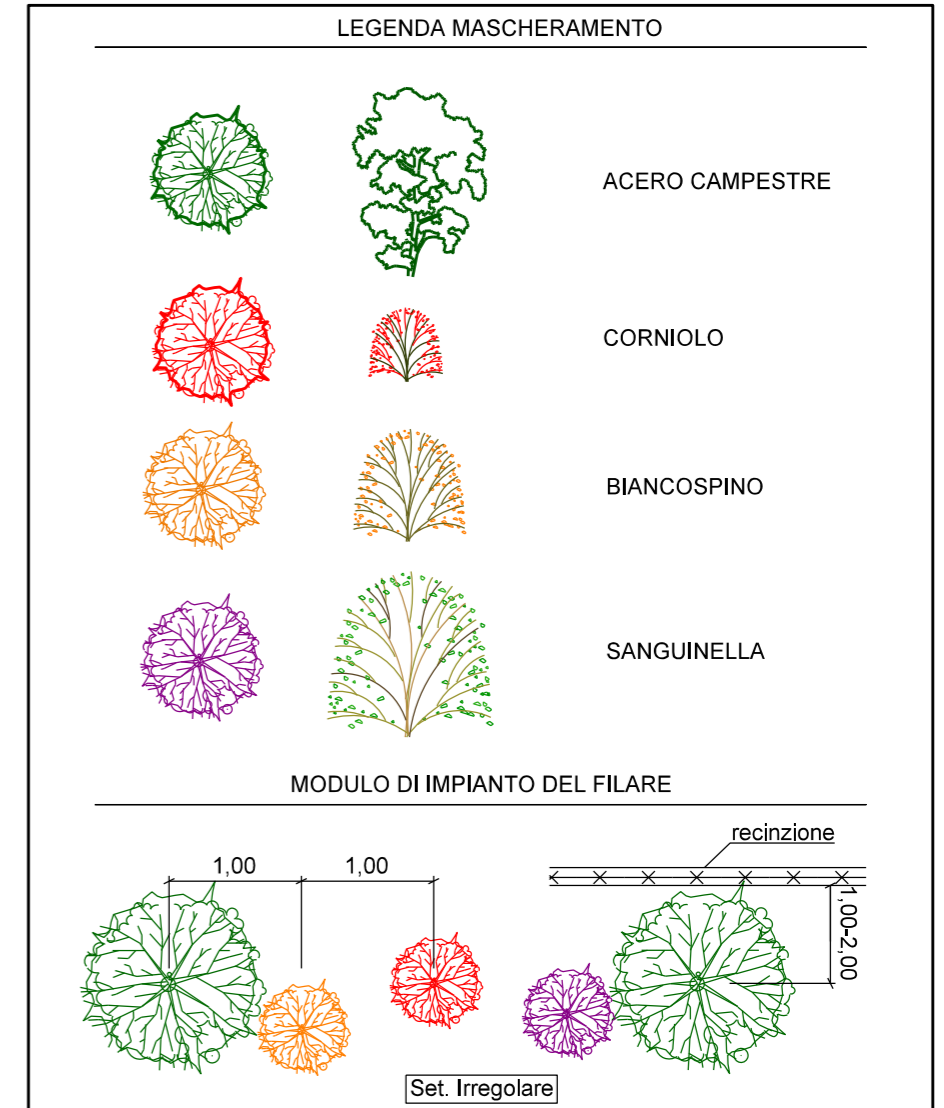 LEGENDA MASCHERAMENTO
ACERO CAMPESTRE
CORNIOLO
BIANCOSPINO
SANGUINELLA
MODULO DI IMPIANTO DEL FILARE
recinzione
1,00
1,00
1,00-2,00
Set. Irregolare